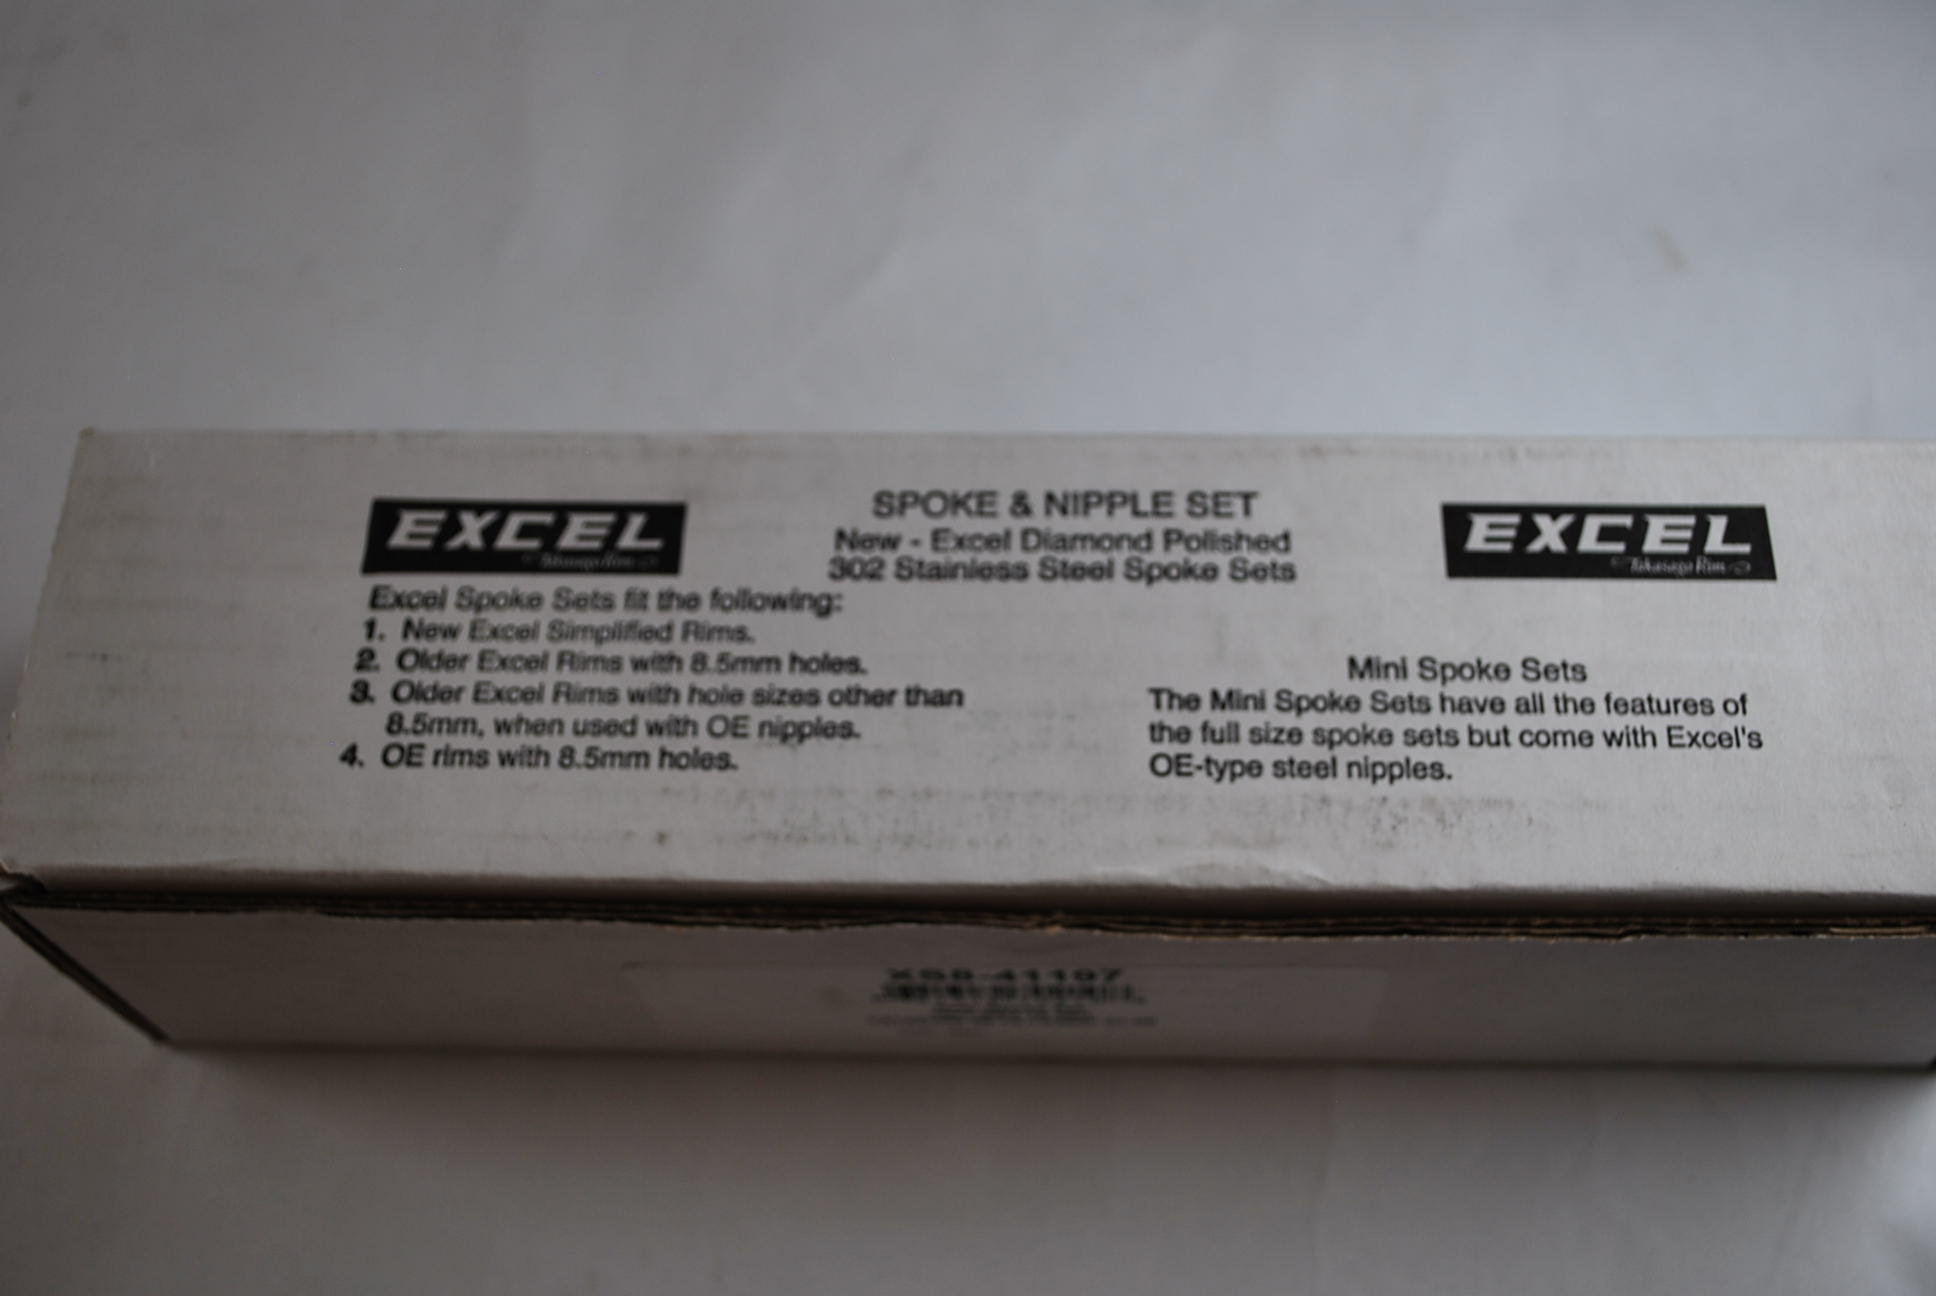 EXCEL
Takasago Rim
SPOKE & NIPPLE SET
New - Excel Diamond Polished
302 Stainless Steel Spoke Sets
EXCEL
Takasago Rim
Excel Spoke Sets fit the following:
1. New Excel Simplified Rims.
2. Older Excel Rims with 8.5mm holes.
3. Older Excel Rims with hole sizes other than
8.5mm, when used with OE nipples.
4. OE rims with 8.5mm holes.
Mini Spoke Sets
The Mini Spoke Sets have all the features of
the full size spoke sets but come with Excel's
OE-type steel nipples.